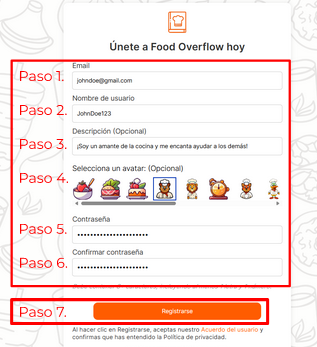 Únete a Food Overflow hoy
Email
Paso 1.
johndoe@gmail.com
Nombre de usuario
Paso 2.
JohnDoe123
Descripción (Opcional)
Paso 3.
¡Soy un amante de la cocina y me encanta ayudar a los demás!
Selecciona un avatar: (Opcional)
Paso 4.
Contraseña
Paso 5.
••••••••••••••••••••••
Confirmar contraseña
Paso 6.
••••••••••••••••••••••
Paso 7.
Registrarse
Al hacer clic en Registrarse, aceptas nuestro Acuerdo del usuario y
confirmas que has entendido la Política de privacidad.